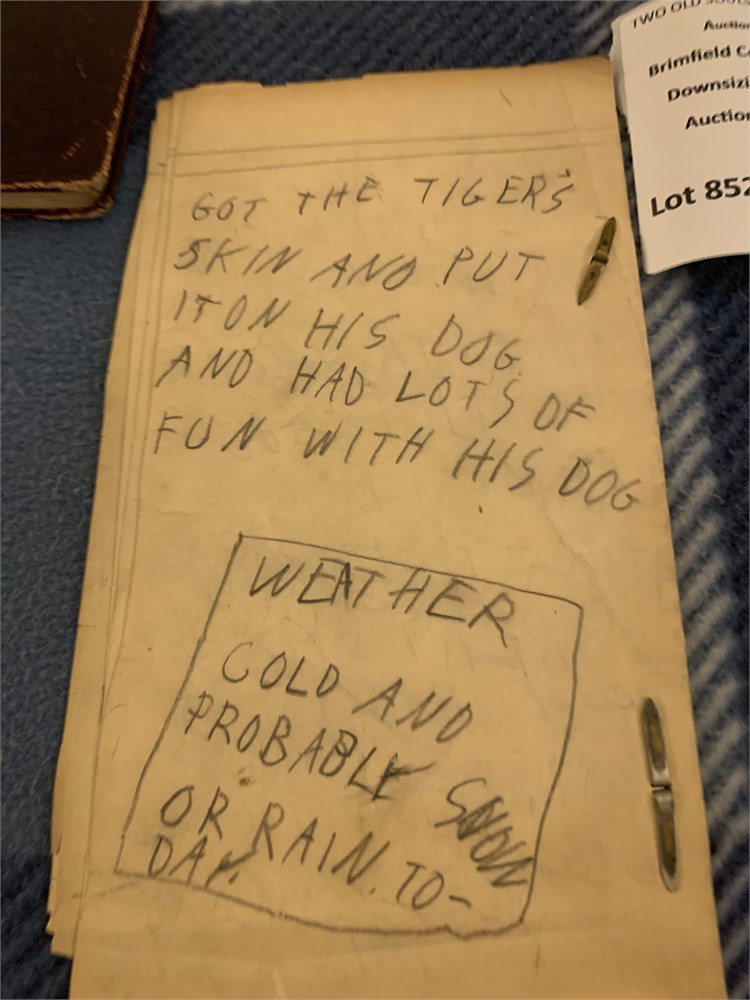 GOT THE TIGER'S
SKIN AND PUT
IT ON HIS DOG
AND HAD LOTS OF
FUN WITH HIS DOG
WEATHER
COLD AND
PROBABLY SNOW
OR RAIN TO-
DAY.
TWO OLD
Auction
Brimfield
Downsizi
Auction
Lot 852